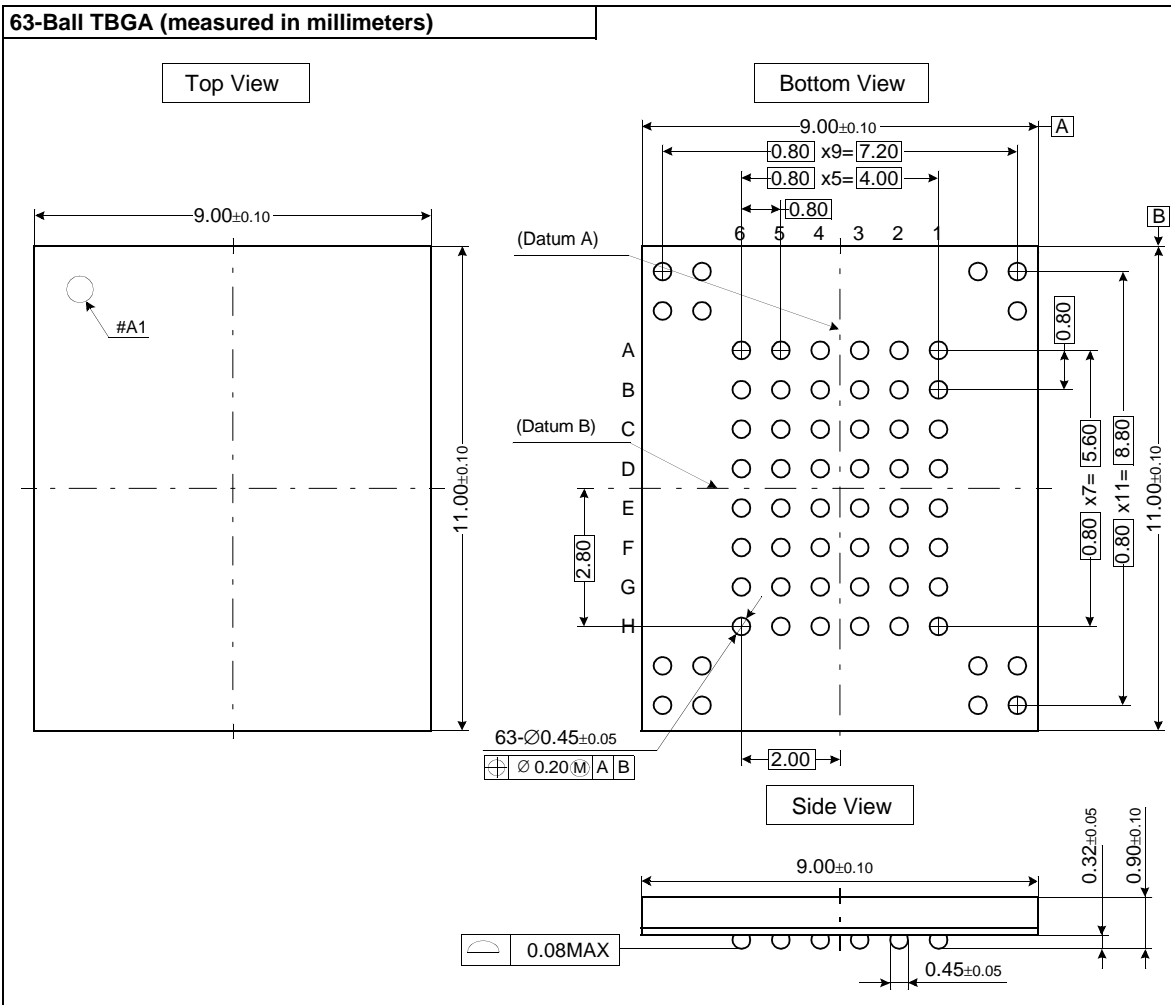 63-Ball TBGA (measured in millimeters)
Top View
Bottom View
9.00±0.10
A
0.80 x9= 7.20
0.80 x5= 4.00
0.80
9.00±0.10
B
(Datum A)
6 5 4 3 2 1
#A1
0.80
A
B
C
D
E
F
G
H
(Datum B)
11.00±0.10
2.80
0.80 x7= 5.60
0.80 x11= 8.80
11.00±0.10
63-Ø0.45±0.05
⌖ Ø 0.20 Ⓜ A B
2.00
Side View
9.00±0.10
0.32±0.05
0.90±0.10
0.08MAX
0.45±0.05